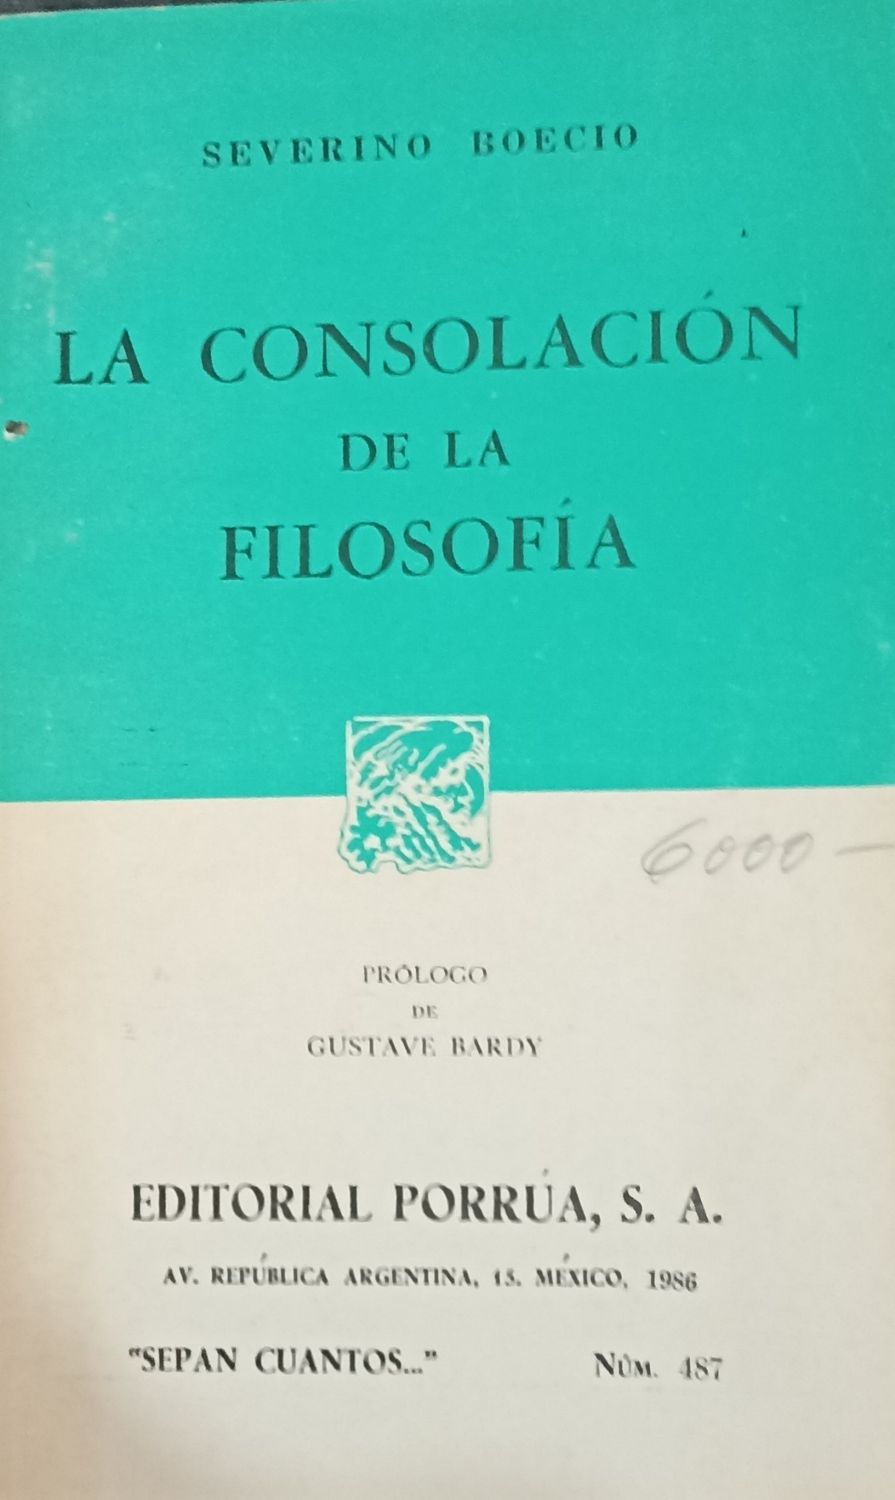 SEVERINO BOECIO
LA CONSOLACIÓN
DE LA
FILOSOFÍA
6000 —
PRÓLOGO
DE
GUSTAVE BARDY
EDITORIAL PORRÚA, S. A.
AV. REPÚBLICA ARGENTINA, 15. MÉXICO, 1986
"SEPAN CUANTOS..." NÚM. 487